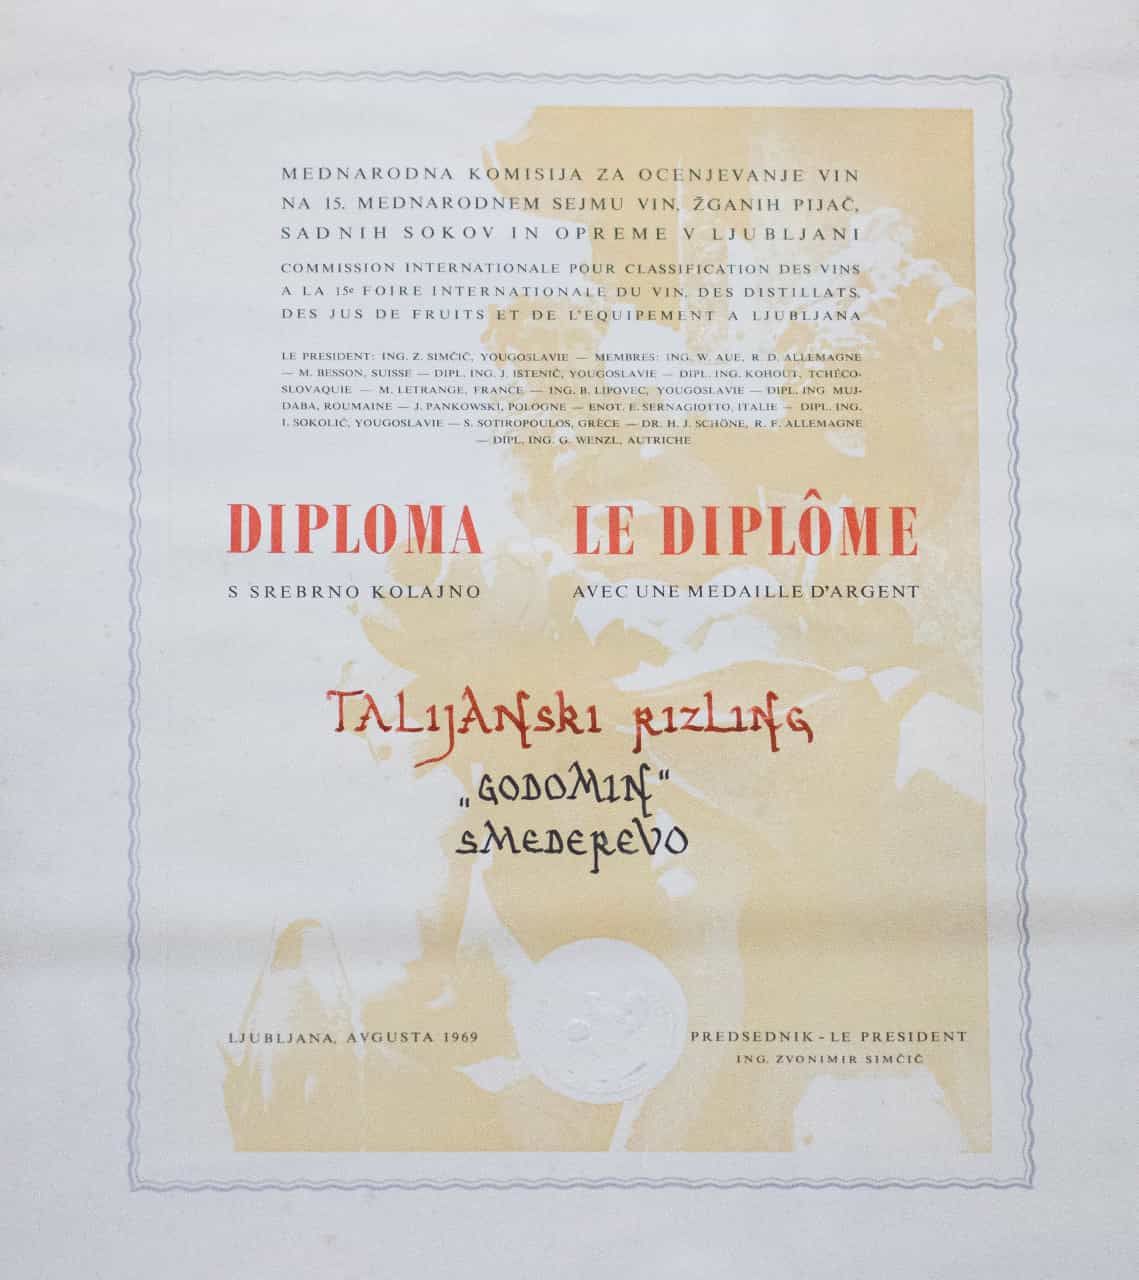 MEDNARODNA KOMISIJA ZA OCENJEVANJE VIN
NA 15. MEDNARODNEM SEJMU VIN, ŽGANIH PIJAČ,
SADNIH SOKOV IN OPREME V LJUBLJANI
COMMISSION INTERNATIONALE POUR CLASSIFICATION DES VINS
A LA 15e FOIRE INTERNATIONALE DU VIN, DES DISTILLATS,
DES JUS DE FRUITS ET DE L'EQUIPEMENT A LJUBLJANA
LE PRESIDENT: ING. Z. SIMČIČ, YOUGOSLAVIE — MEMBRES: ING. W. AUE, R. D. ALLEMAGNE
— M. BESSON, SUISSE — DIPL. ING. J. ISTENIČ, YOUGOSLAVIE — DIPL. ING. KOHOUT, TCHÉCO-
SLOVAQUIE — M. LETRANGE, FRANCE — ING. B. LIPOVEC, YOUGOSLAVIE — DIPL. ING MUJ-
DABA, ROUMAINE — J. PANKOWSKI, POLOGNE — ENOT. E. SERNAGIOTTO, ITALIE — DIPL. ING.
I. SOKOLIĆ, YOUGOSLAVIE — S. SOTIROPOULOS, GRÈCE — DR. H. J. SCHÖNE, R. F. ALLEMAGNE
— DIPL. ING. G. WENZL, AUTRICHE
DIPLOMA LE DIPLÔME
S SREBRNO KOLAJNO AVEC UNE MEDAILLE D'ARGENT
TALIJANSKI RIZLING
„GODOMIN“
SMEDEREVO
LJUBLJANA, AVGUSTA 1969 PREDSEDNIK - LE PRESIDENT
ING. ZVONIMIR SIMČIČ